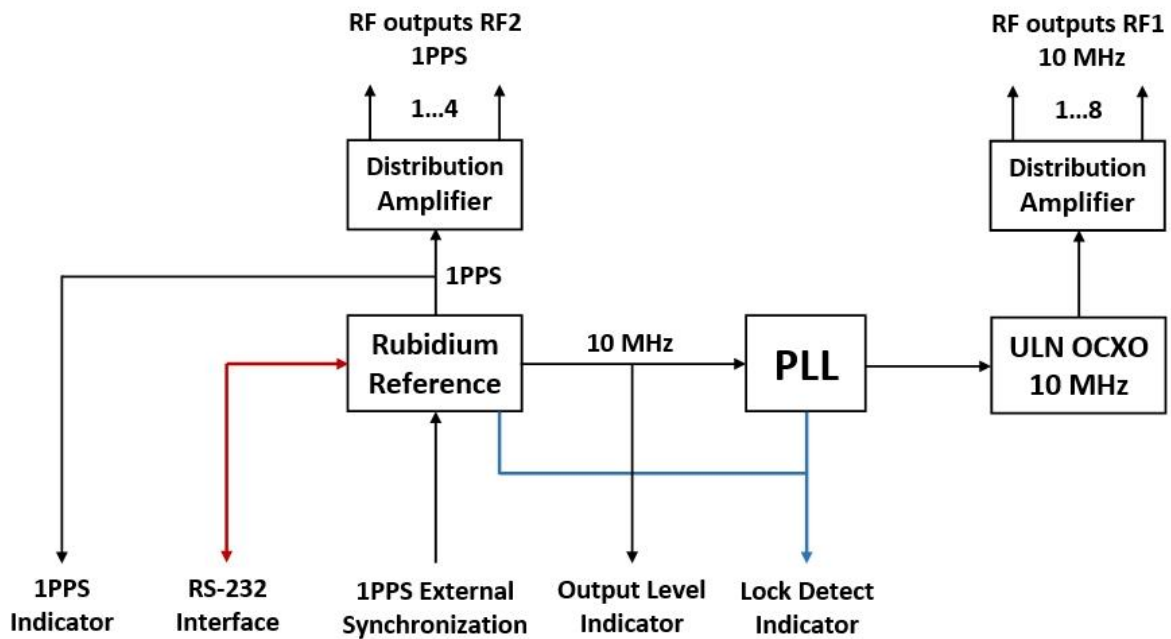 RF outputs RF2
1PPS
1...4
Distribution
Amplifier
1PPS
RF outputs RF1
10 MHz
1...8
Distribution
Amplifier
Rubidium
Reference
10 MHz
PLL
ULN OCXO
10 MHz
1PPS
Indicator
RS-232
Interface
1PPS External
Synchronization
Output Level
Indicator
Lock Detect
Indicator